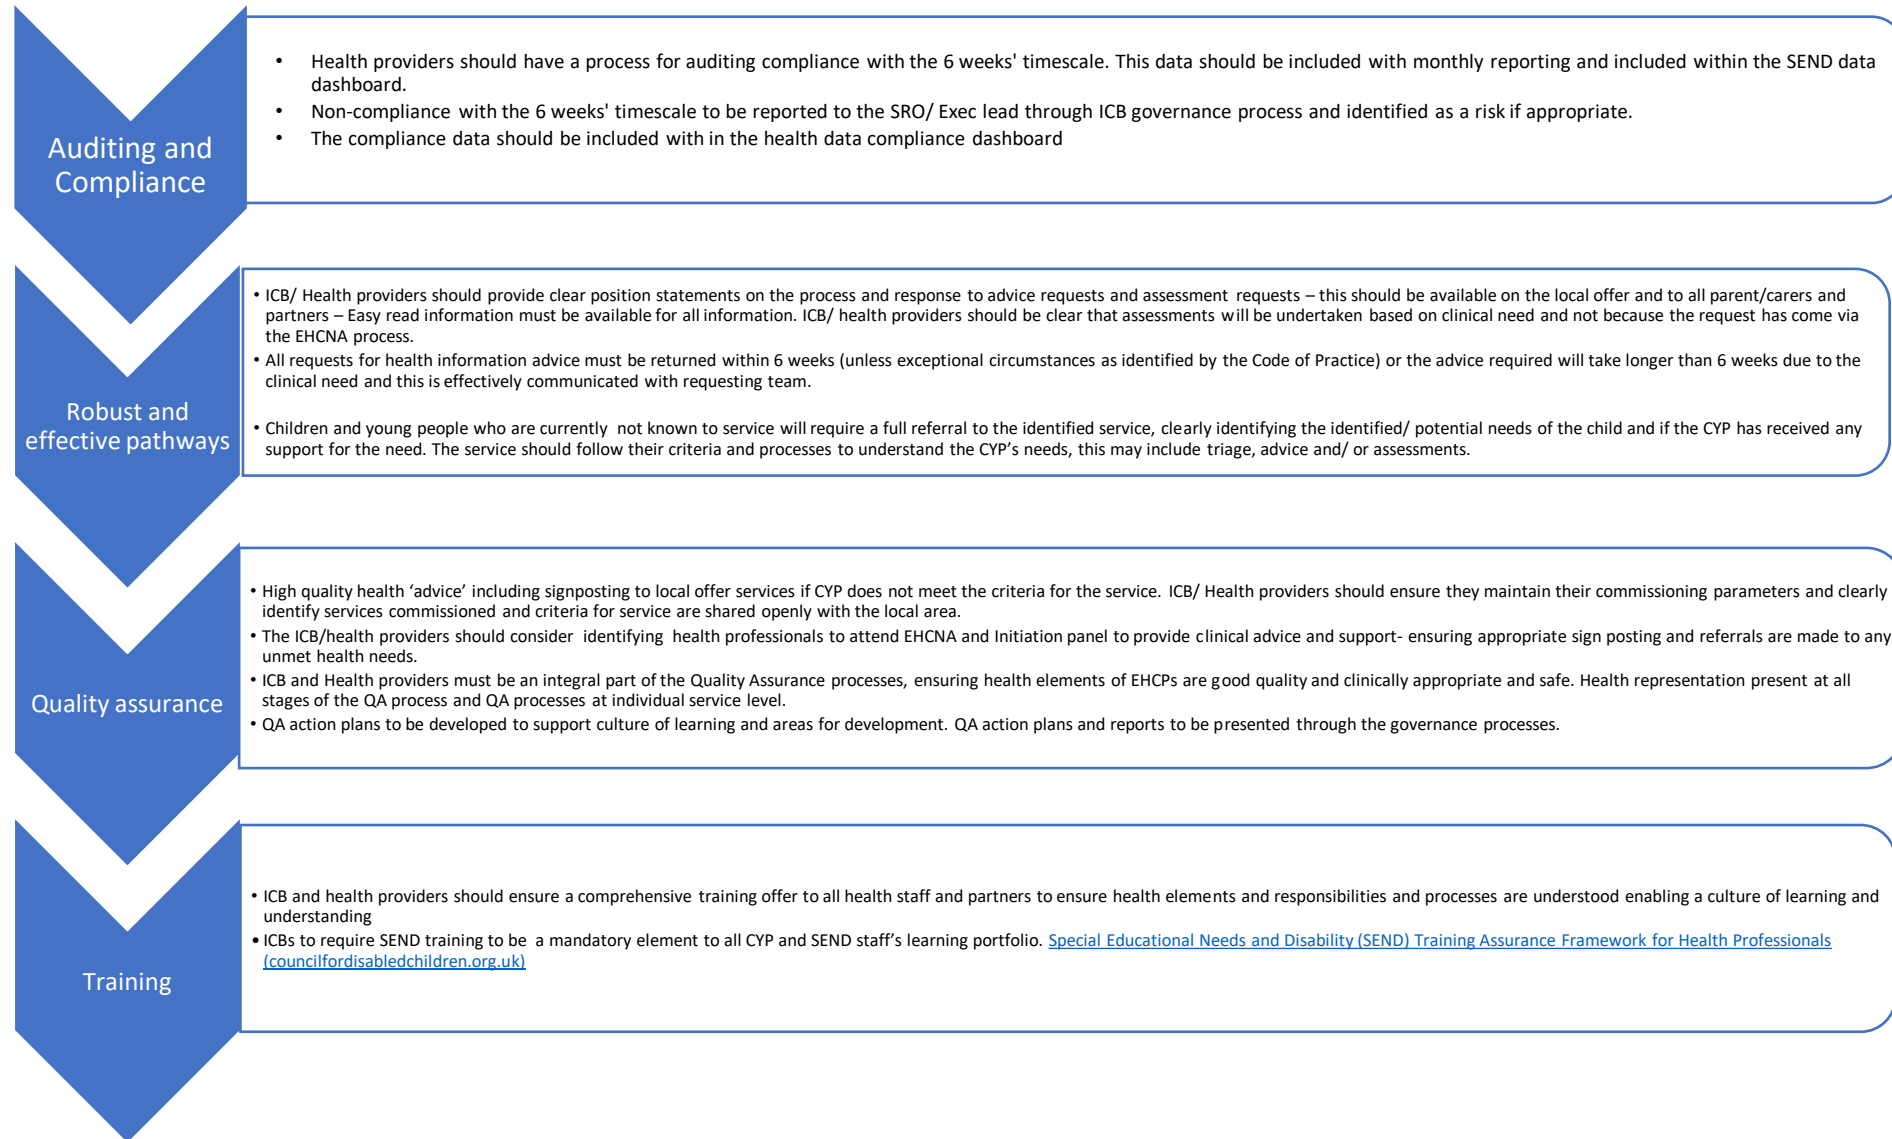 Auditing and
Compliance
• Health providers should have a process for auditing compliance with the 6 weeks' timescale. This data should be included with monthly reporting and included within the SEND data
dashboard.
• Non-compliance with the 6 weeks' timescale to be reported to the SRO/ Exec lead through ICB governance process and identified as a risk if appropriate.
• The compliance data should be included with in the health data compliance dashboard
Robust and
effective pathways
• ICB/ Health providers should provide clear position statements on the process and response to advice requests and assessment requests – this should be available on the local offer and to all parent/carers and
partners – Easy read information must be available for all information. ICB/ health providers should be clear that assessments will be undertaken based on clinical need and not because the request has come via
the EHCNA process.
• All requests for health information advice must be returned within 6 weeks (unless exceptional circumstances as identified by the Code of Practice) or the advice required will take longer than 6 weeks due to the
clinical need and this is effectively communicated with requesting team.
• Children and young people who are currently not known to service will require a full referral to the identified service, clearly identifying the identified/ potential needs of the child and if the CYP has received any
support for the need. The service should follow their criteria and processes to understand the CYP's needs, this may include triage, advice and/ or assessments.
Quality assurance
• High quality health 'advice' including signposting to local offer services if CYP does not meet the criteria for the service. ICB/ Health providers should ensure they maintain their commissioning parameters and clearly
identify services commissioned and criteria for service are shared openly with the local area.
• The ICB/health providers should consider identifying health professionals to attend EHCNA and Initiation panel to provide clinical advice and support- ensuring appropriate sign posting and referrals are made to any
unmet health needs.
• ICB and Health providers must be an integral part of the Quality Assurance processes, ensuring health elements of EHCPs are good quality and clinically appropriate and safe. Health representation present at all
stages of the QA process and QA processes at individual service level.
• QA action plans to be developed to support culture of learning and areas for development. QA action plans and reports to be presented through the governance processes.
Training
• ICB and health providers should ensure a comprehensive training offer to all health staff and partners to ensure health elements and responsibilities and processes are understood enabling a culture of learning and
understanding
• ICBs to require SEND training to be a mandatory element to all CYP and SEND staff's learning portfolio. Special Educational Needs and Disability (SEND) Training Assurance Framework for Health Professionals
(councilfordisabledchildren.org.uk)